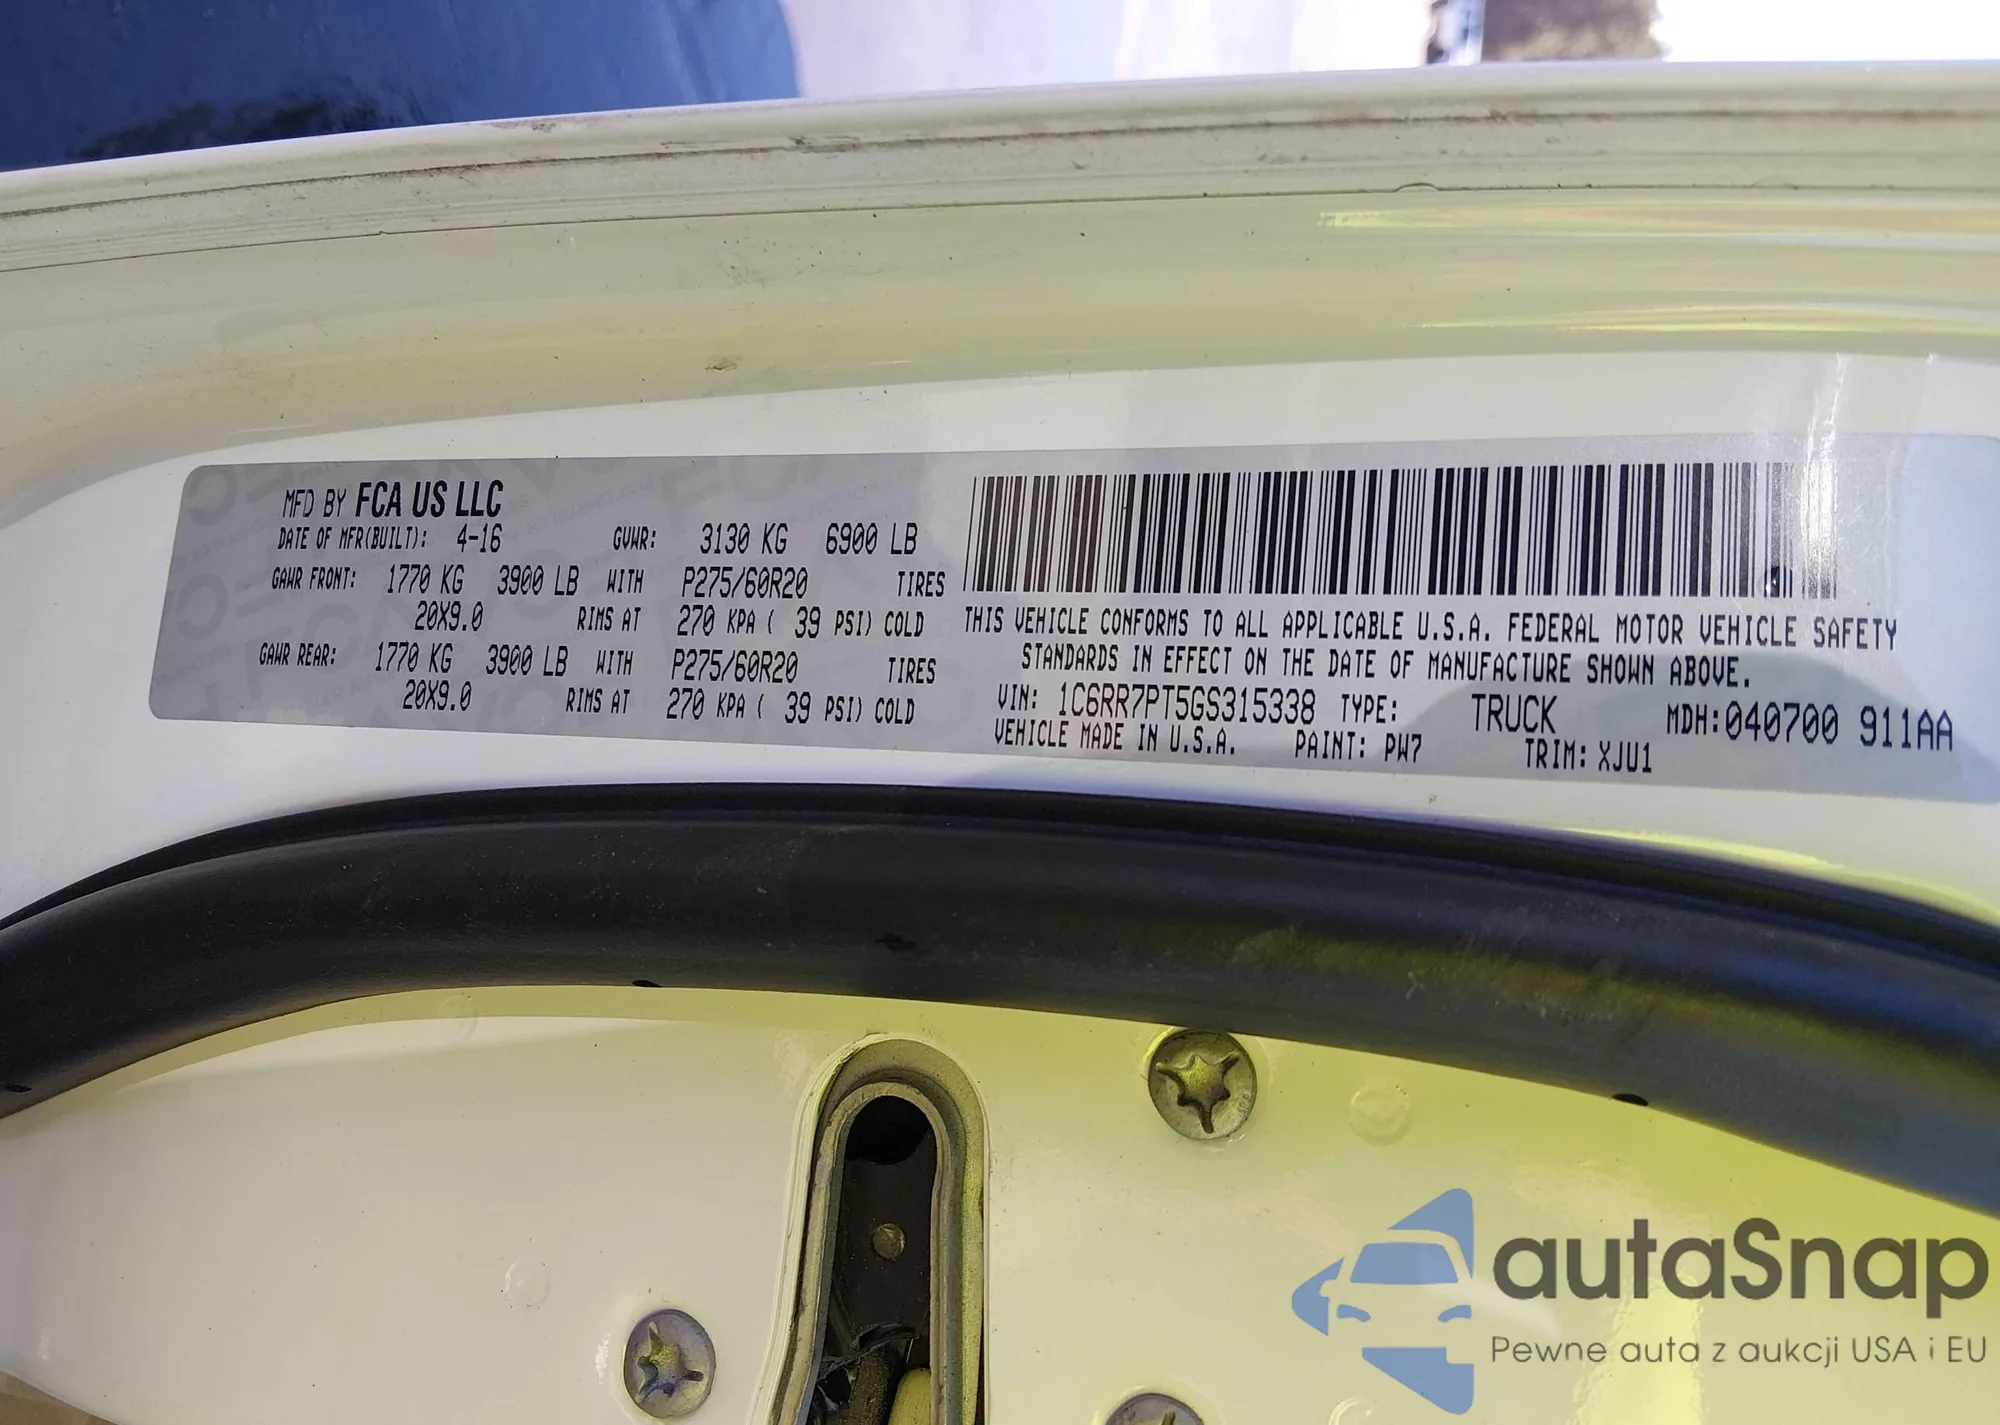 MFD BY FCA US LLC
DATE OF MFR(BUILT): 4-16 GVWR: 3130 KG 6900 LB
GAWR FRONT: 1770 KG 3900 LB WITH P275/60R20 TIRES
20X9.0 RIMS AT 270 KPA ( 39 PSI) COLD
GAWR REAR: 1770 KG 3900 LB WITH P275/60R20 TIRES
20X9.0 RIMS AT 270 KPA ( 39 PSI) COLD
THIS VEHICLE CONFORMS TO ALL APPLICABLE U.S.A. FEDERAL MOTOR VEHICLE SAFETY
STANDARDS IN EFFECT ON THE DATE OF MANUFACTURE SHOWN ABOVE.
VIN: 1C6RR7PT5GS315338 TYPE: TRUCK MDH:040700 911AA
VEHICLE MADE IN U.S.A. PAINT: PW7 TRIM: XJU1
autaSnap
Pewne auta z aukcji USA i EU